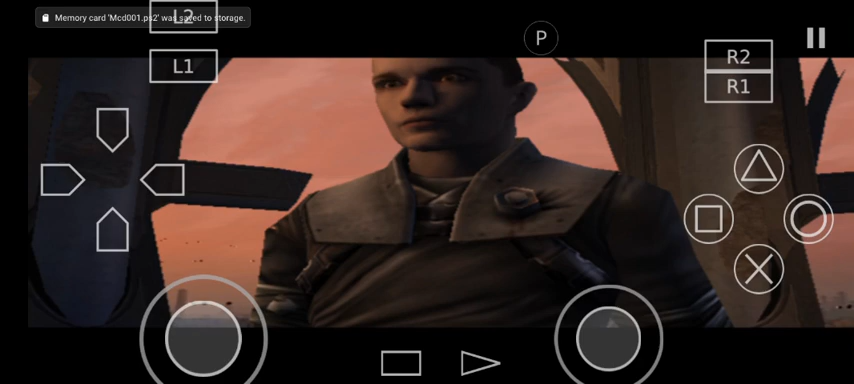 Memory card 'Mcd001.ps2' was saved to storage.
L2
P
R2
L1
R1